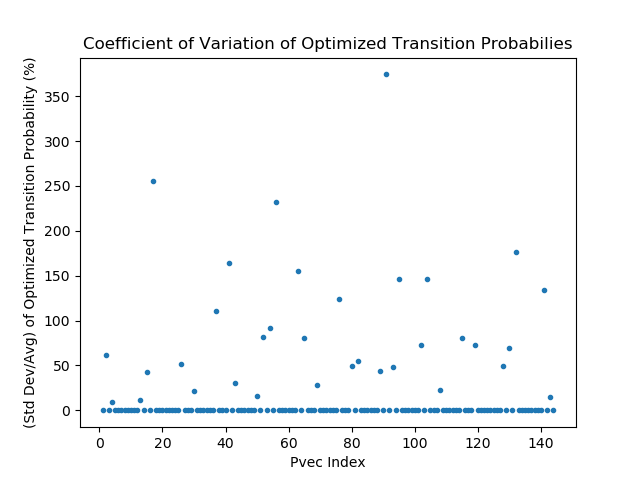 Coefficient of Variation of Optimized Transition Probabilies
(Std Dev/Avg) of Optimized Transition Probability (%)
350
300
250
200
150
100
50
0
0 20 40 60 80 100 120 140
Pvec Index